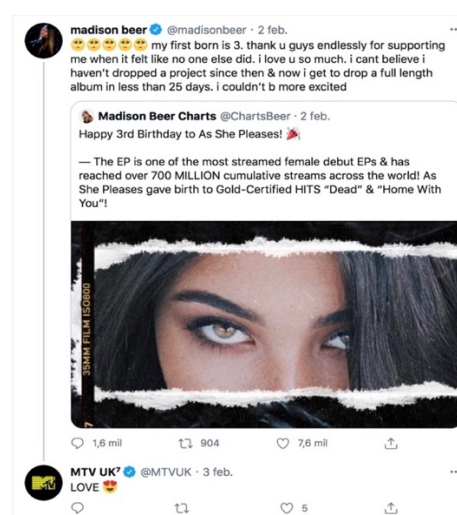 madison beer @madisonbeer · 2 feb.
🥺🥺🥺🥺🥺 my first born is 3. thank u guys endlessly for supporting
me when it felt like no one else did. i love u so much. i cant believe i
haven't dropped a project since then & now i get to drop a full length
album in less than 25 days. i couldn't b more excited
Madison Beer Charts @ChartsBeer · 2 feb.
Happy 3rd Birthday to As She Pleases! 🎉
— The EP is one of the most streamed female debut EPs & has
reached over 700 MILLION cumulative streams across the world! As
She Pleases gave birth to Gold-Certified HITS "Dead" & "Home With
You"!
35MM FILM ISO800
7
1,6 mil 904 7,6 mil
MTV UK⁷ @MTVUK · 3 feb.
LOVE 😍
5